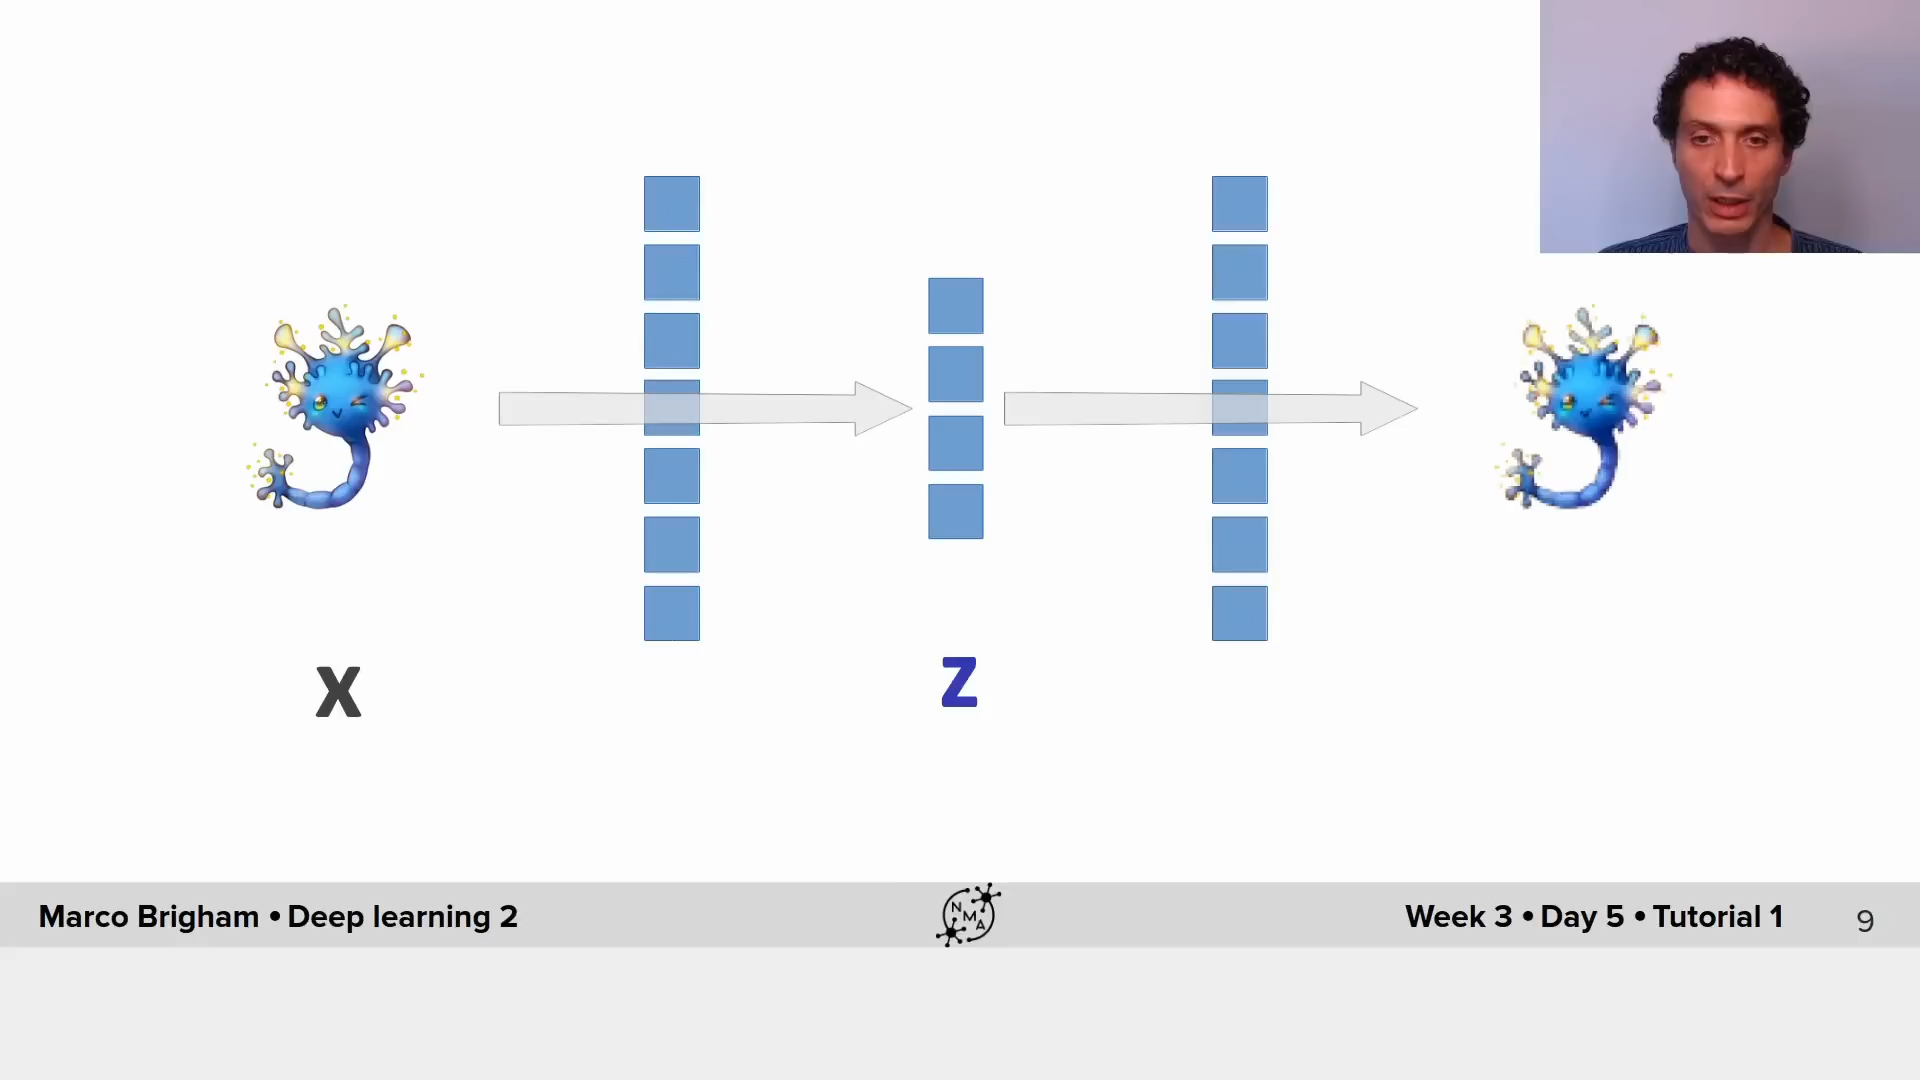 X
Z
Marco Brigham • Deep learning 2
N
M
A
Week 3 • Day 5 • Tutorial 1
9